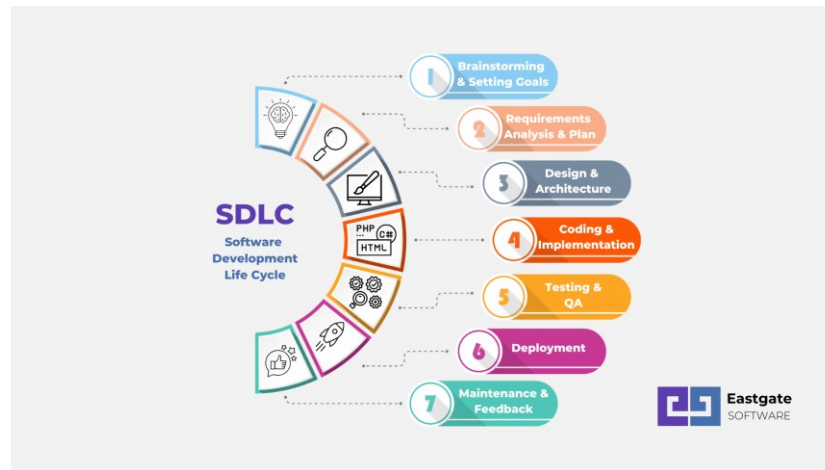 1
Brainstorming
& Setting Goals
2
Requirements
Analysis & Plan
3
Design &
Architecture
SDLC
Software
Development
Life Cycle
PHP
...
C#
HTML
4
Coding &
Implementation
5
Testing &
QA
6
Deployment
7
Maintenance &
Feedback
Eastgate
SOFTWARE